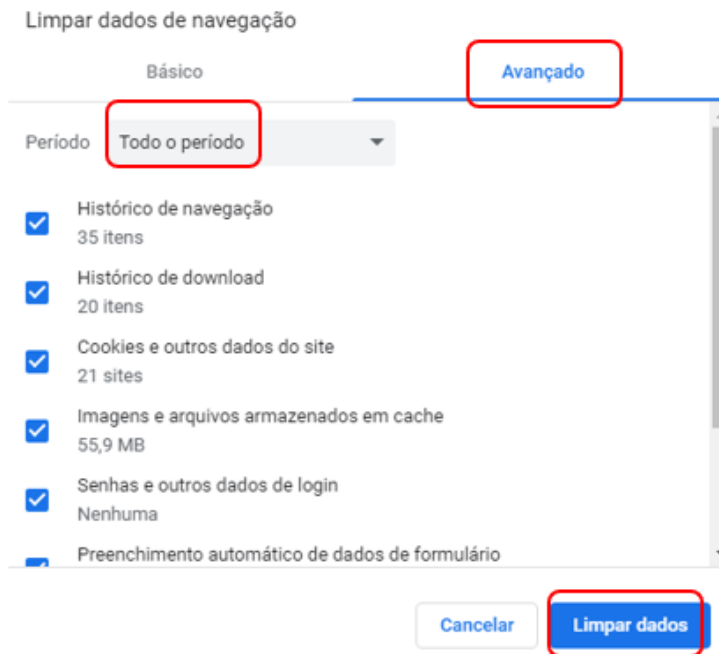 Limpar dados de navegação
Básico
Avançado
Período
Todo o período
Histórico de navegação
35 itens
Histórico de download
20 itens
Cookies e outros dados do site
21 sites
Imagens e arquivos armazenados em cache
55,9 MB
Senhas e outros dados de login
Nenhuma
Preenchimento automático de dados de formulário
Cancelar
Limpar dados